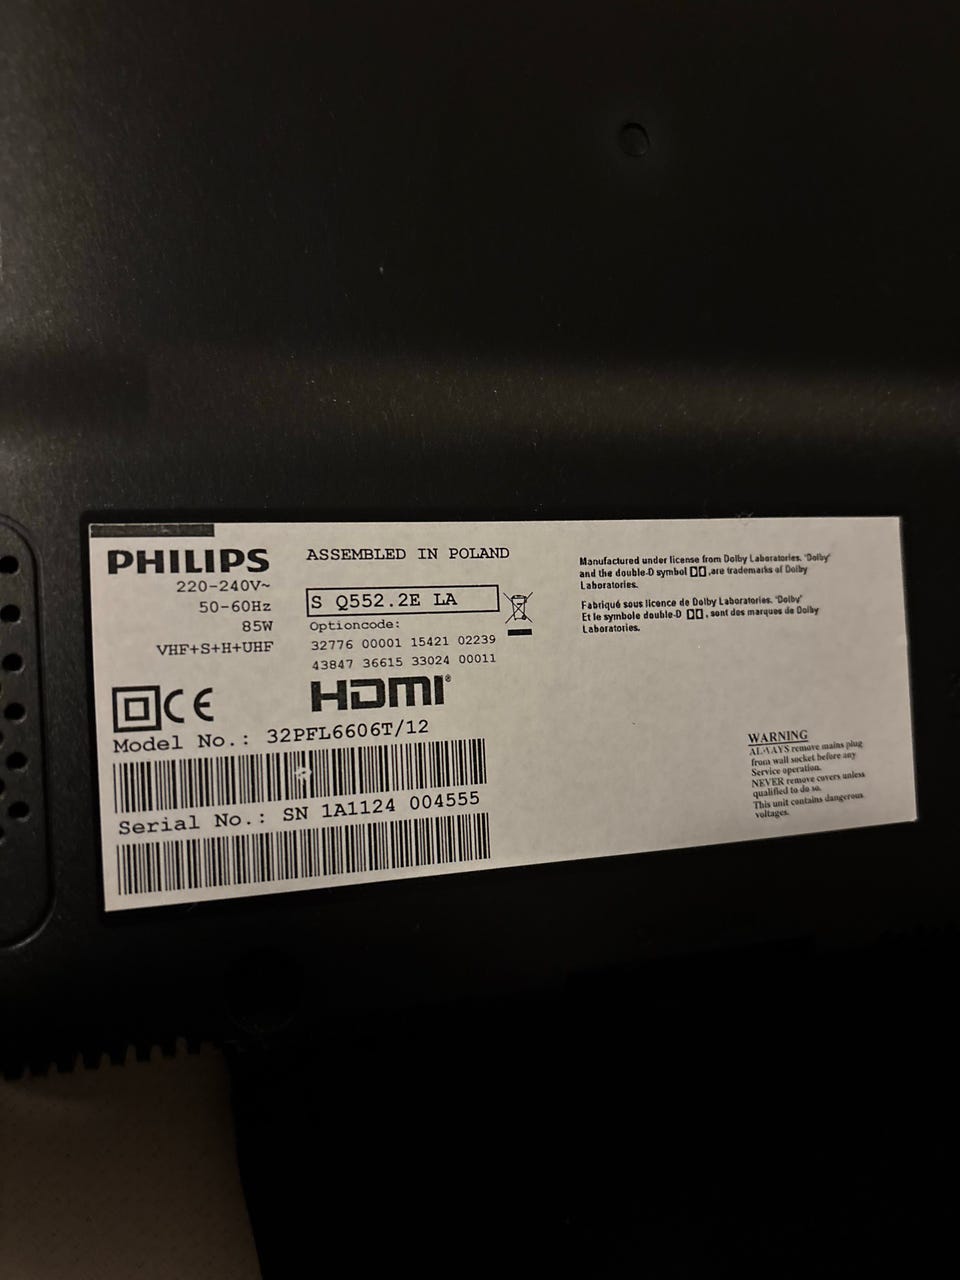 PHILIPS
220-240V~
50-60Hz
85W
VHF+S+H+UHF
CE
ASSEMBLED IN POLAND
S Q552.2E LA
Optioncode:
32776 00001 15421 02239
43847 36615 33024 00011
HDMI®
Model No.: 32PFL6606T/12
Serial No.: SN 1A1124 004555
Manufactured under license from Dolby Laboratories. 'Dolby'
and the double-D symbol ,are trademarks of Dolby
Laboratories.
Fabriqué sous licence de Dolby Laboratories. 'Dolby'
Et le symbole double-D , sont des marques de Dolby
Laboratories.
WARNING
ALWAYS remove mains plug
from wall socket before any
Service operation.
NEVER remove covers unless
qualified to do so.
This unit contains dangerous
voltages.